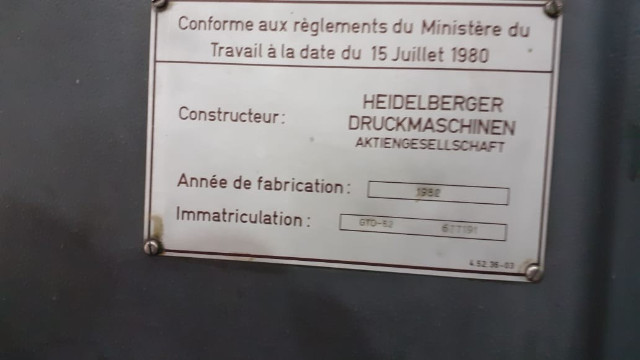 Conforme aux règlements du Ministère du
Travail à la date du 15 Juillet 1980
Constructeur: HEIDELBERGER
DRUCKMASCHINEN
AKTIENGESELLSCHAFT
Année de fabrication: 1982
Immatriculation: